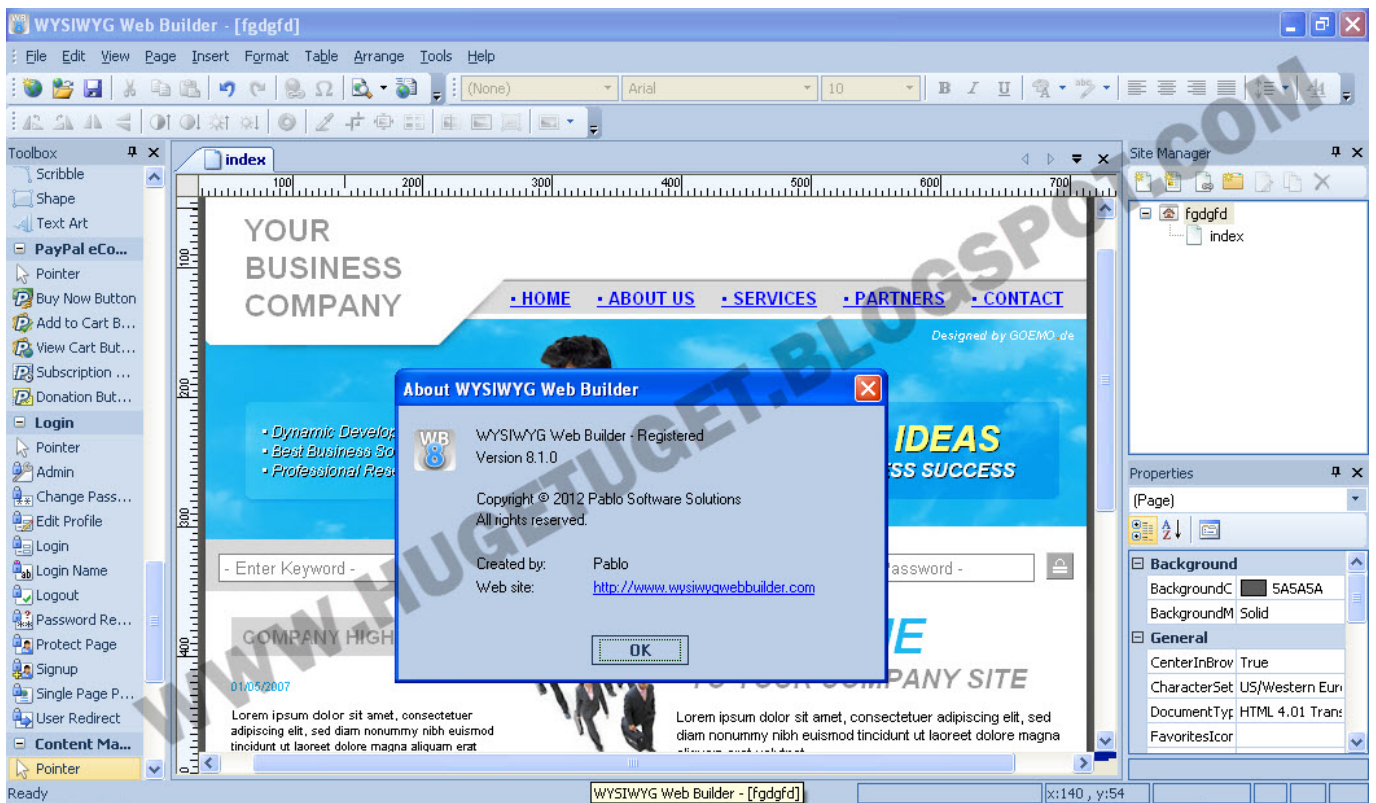 WYSIWYG Web Builder - [fgdgfd]
File Edit View Page Insert Format Table Arrange Tools Help
(None) Arial 10 B I U
Toolbox
Scribble
Shape
Text Art
PayPal eCo...
Pointer
Buy Now Button
Add to Cart B...
View Cart But...
Subscription ...
Donation But...
Login
Pointer
Admin
Change Pass...
Edit Profile
Login
Login Name
Logout
Password Re...
Protect Page
Signup
Single Page P...
User Redirect
Content Ma...
Pointer
index
100 200 300 400 500 600 700
100
200
300
400
YOUR
BUSINESS
COMPANY
· HOME · ABOUT US · SERVICES · PARTNERS · CONTACT
Designed by GOEMO.de
• Dynamic Develop
• Best Business So
• Professional Res
IDEAS
SS SUCCESS
- Enter Keyword -
Password -
COMPANY HIGH
01/05/2007
Lorem ipsum dolor sit amet, consectetuer
adipiscing elit, sed diam nonummy nibh euismod
tincidunt ut laoreet dolore magna aliquam erat
E
TO YOUR COMPANY SITE
Lorem ipsum dolor sit amet, consectetuer adipiscing elit, sed
diam nonummy nibh euismod tincidunt ut laoreet dolore magna
About WYSIWYG Web Builder
WB
8
WYSIWYG Web Builder - Registered
Version 8.1.0
Copyright © 2012 Pablo Software Solutions
All rights reserved.
Created by: Pablo
Web site: http://www.wysiwygwebbuilder.com
OK
Site Manager
fgdgfd
index
Properties
(Page)
Background
BackgroundC 5A5A5A
BackgroundM Solid
General
CenterInBrov True
CharacterSet US/Western Eur
DocumentTyp HTML 4.01 Trans
FavoritesIcor
Ready
WYSIWYG Web Builder - [fgdgfd]
x:140 , y:54
WWW.HUGETUGET.BLOGSPOT.COM